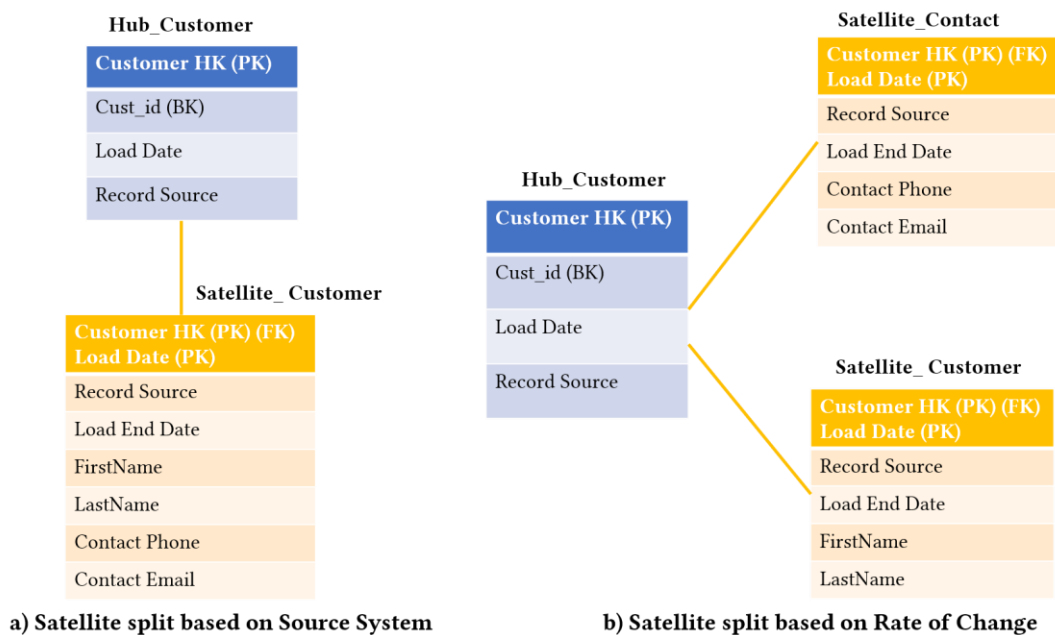 Hub_Customer
Customer HK (PK)
Cust_id (BK)
Load Date
Record Source
Satellite_ Customer
Customer HK (PK) (FK)
Load Date (PK)
Record Source
Load End Date
FirstName
LastName
Contact Phone
Contact Email
a) Satellite split based on Source System
Hub_Customer
Customer HK (PK)
Cust_id (BK)
Load Date
Record Source
Satellite_Contact
Customer HK (PK) (FK)
Load Date (PK)
Record Source
Load End Date
Contact Phone
Contact Email
Satellite_ Customer
Customer HK (PK) (FK)
Load Date (PK)
Record Source
Load End Date
FirstName
LastName
b) Satellite split based on Rate of Change